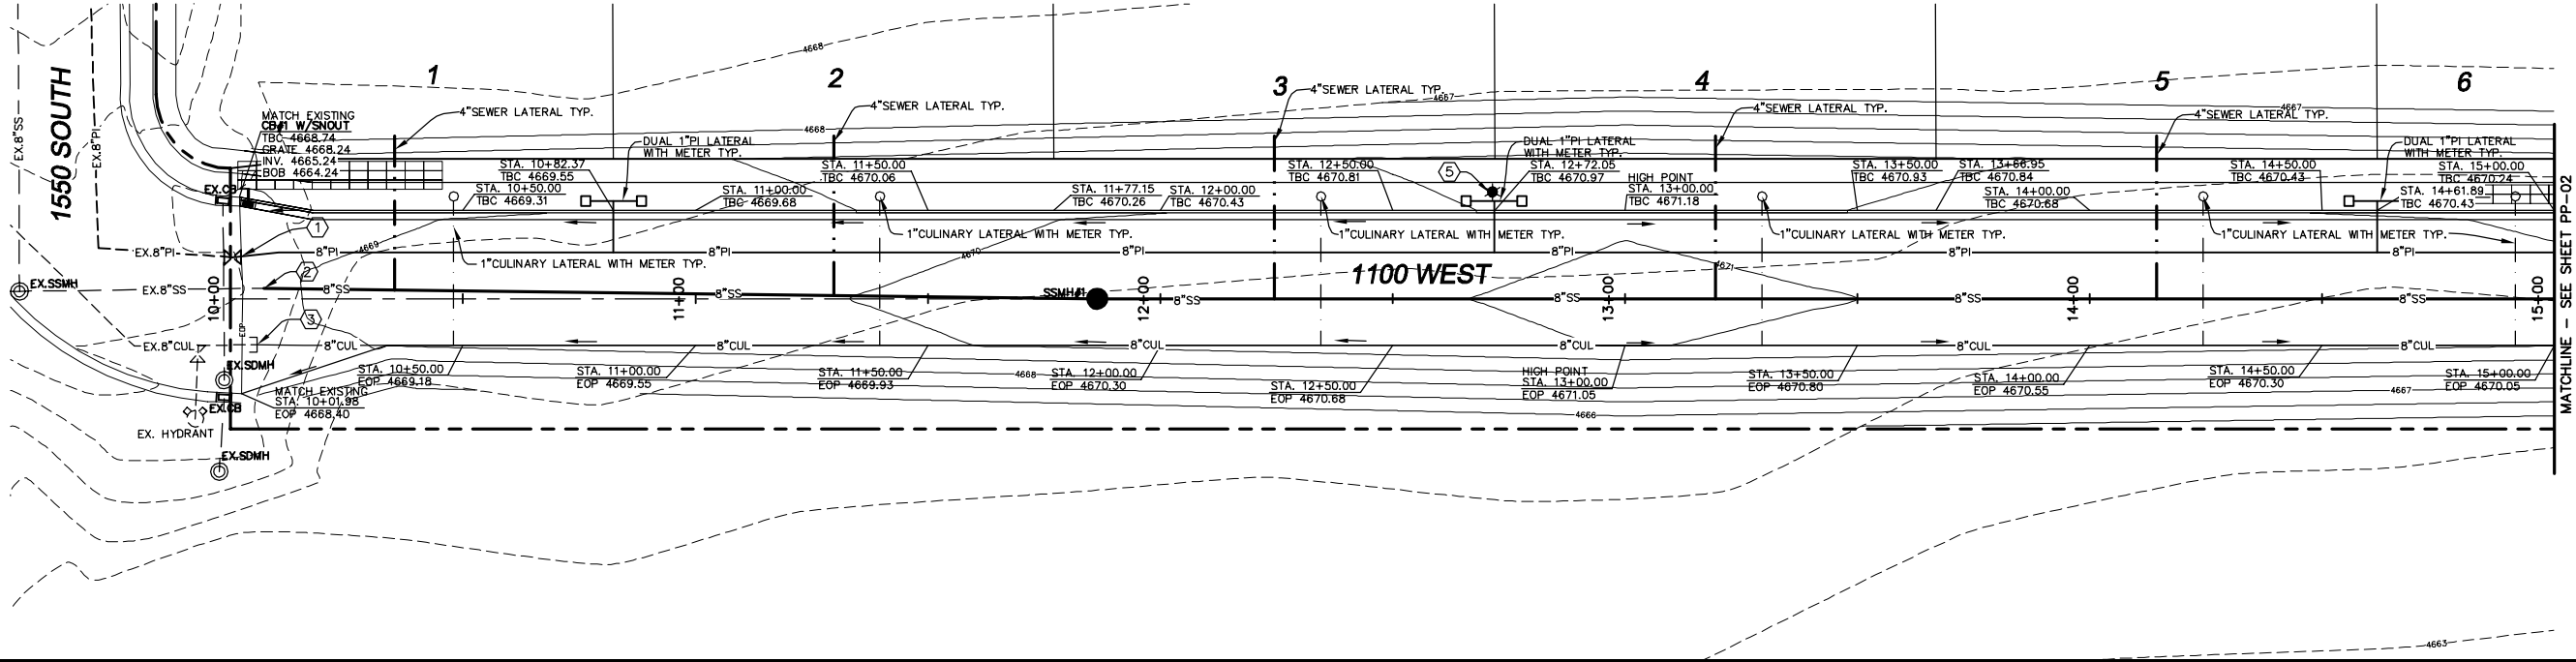 1550 SOUTH
EX.8"SS
EX.8"PI
1
2
3
4
5
6
4668
4667
4667
4668
MATCH EXISTING
CB#1 W/SNOUT
TBC 4668.74
GRATE 4668.24
INV. 4665.24
BOB 4664.24
4"SEWER LATERAL TYP.
4"SEWER LATERAL TYP.
4"SEWER LATERAL TYP.
4"SEWER LATERAL TYP.
4"SEWER LATERAL TYP.
DUAL 1"PI LATERAL
WITH METER TYP.
DUAL 1"PI LATERAL
WITH METER TYP.
DUAL 1"PI LATERAL
WITH METER TYP.
EX.CB
STA. 10+50.00
TBC 4669.31
STA. 10+82.37
TBC 4669.55
STA. 11+00.00
TBC 4669.68
STA. 11+50.00
TBC 4670.06
STA. 11+77.15
TBC 4670.26
STA. 12+00.00
TBC 4670.43
STA. 12+50.00
TBC 4670.81
5
STA. 12+72.05
TBC 4670.97
HIGH POINT
STA. 13+00.00
TBC 4671.18
STA. 13+50.00
TBC 4670.93
STA. 13+66.95
TBC 4670.84
STA. 14+00.00
TBC 4670.68
STA. 14+50.00
TBC 4670.43
STA. 14+61.89
TBC 4670.43
STA. 15+00.00
TBC 4670.24
1
1"CULINARY LATERAL WITH METER TYP.
1"CULINARY LATERAL WITH METER TYP.
1"CULINARY LATERAL WITH METER TYP.
1"CULINARY LATERAL WITH METER TYP.
1"CULINARY LATERAL WITH METER TYP.
EX.8"PI
8"PI
4669
8"PI
4670
8"PI
8"PI
8"PI
8"PI
2
1100 WEST
4671
EX.SSMH
EX.8"SS
8"SS
8"SS
SSMH#1
8"SS
8"SS
8"SS
8"SS
10+00
11+00
12+00
13+00
14+00
15+00
3
EOP
EX.8"CUL
8"CUL
8"CUL
8"CUL
8"CUL
8"CUL
8"CUL
EX.SDMH
MATCH EXISTING
STA. 10+01.98
EOP 4668.40
STA. 10+50.00
EOP 4669.18
STA. 11+00.00
EOP 4669.55
STA. 11+50.00
EOP 4669.93
4668
STA. 12+00.00
EOP 4670.30
STA. 12+50.00
EOP 4670.68
HIGH POINT
STA. 13+00.00
EOP 4671.05
STA. 13+50.00
EOP 4670.80
STA. 14+00.00
EOP 4670.55
STA. 14+50.00
EOP 4670.30
STA. 15+00.00
EOP 4670.05
4667
4666
EX.CB
EX. HYDRANT
EX.SDMH
4663
MATCHLINE - SEE SHEET PP-02